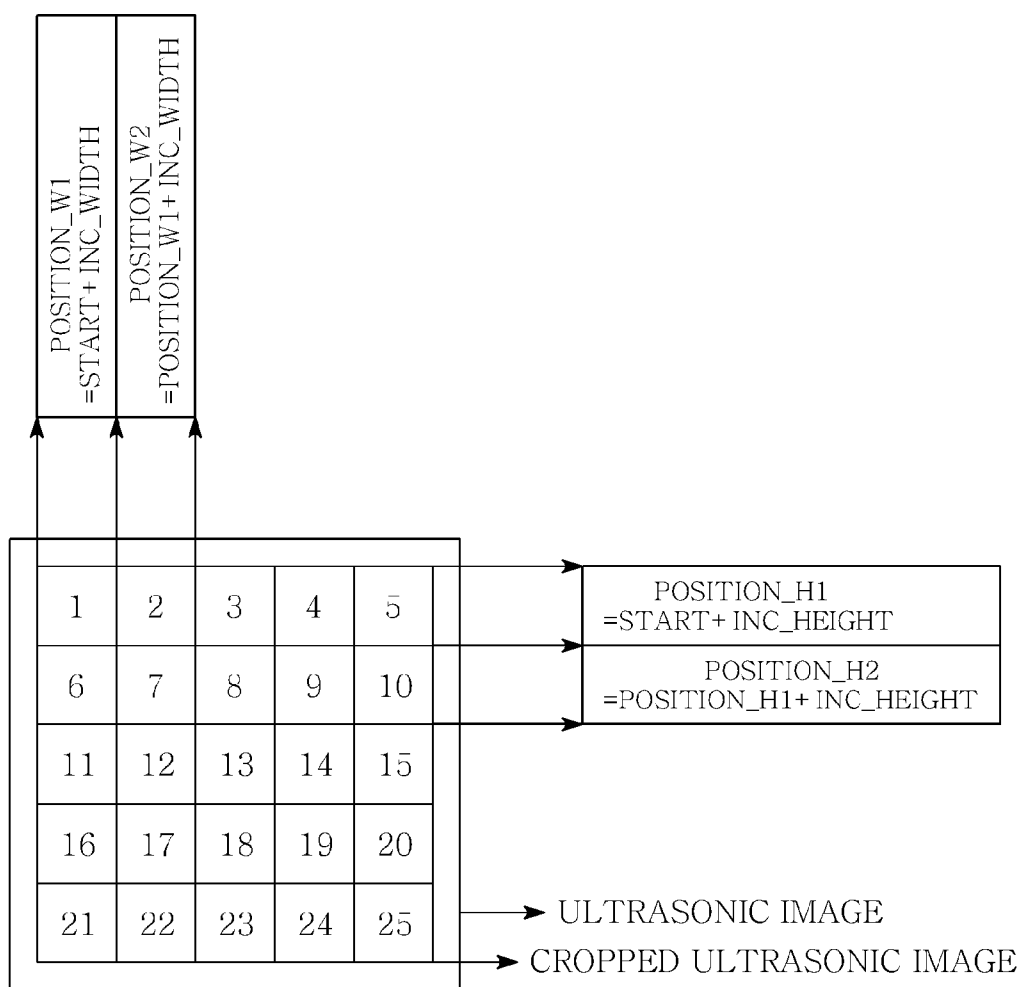 POSITION_W1
=START+INC_WIDTH
POSITION_W2
=POSITION_W1+INC_WIDTH
1 2 3 4 5
POSITION_H1
=START+INC_HEIGHT
6 7 8 9 10
POSITION_H2
=POSITION_H1+INC_HEIGHT
11 12 13 14 15
16 17 18 19 20
21 22 23 24 25
ULTRASONIC IMAGE
CROPPED ULTRASONIC IMAGE